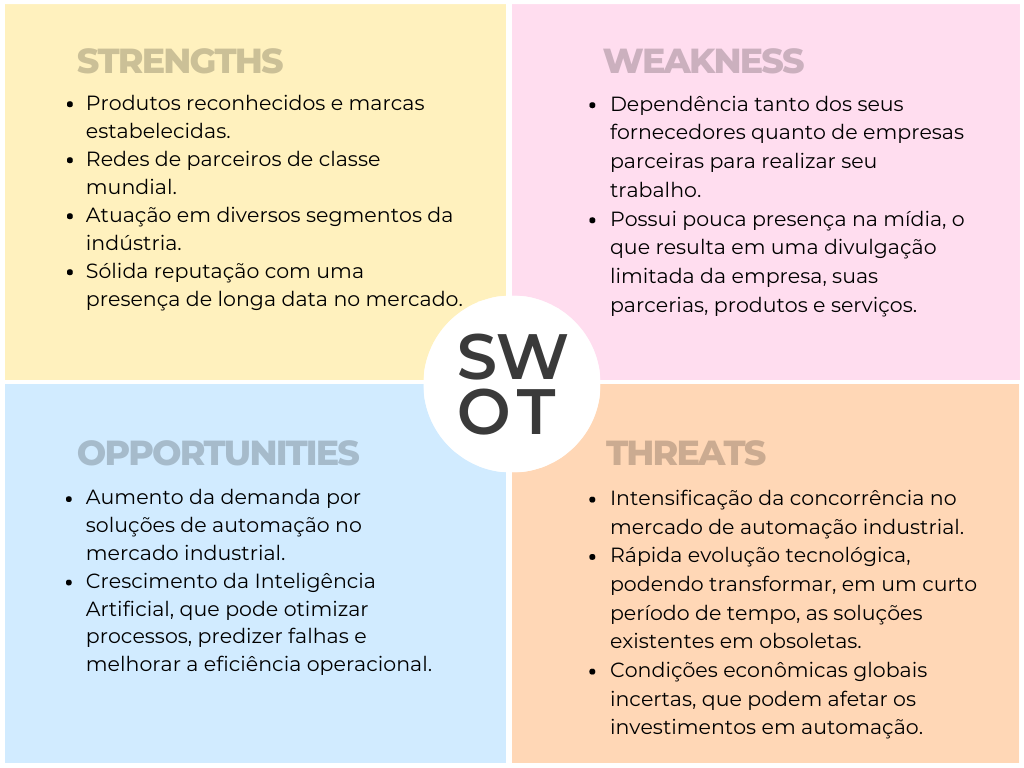 STRENGTHS
• Produtos reconhecidos e marcas
estabelecidas.
• Redes de parceiros de classe
mundial.
• Atuação em diversos segmentos da
indústria.
• Sólida reputação com uma
presença de longa data no mercado.
WEAKNESS
• Dependência tanto dos seus
fornecedores quanto de empresas
parceiras para realizar seu
trabalho.
• Possui pouca presença na mídia, o
que resulta em uma divulgação
limitada da empresa, suas
parcerias, produtos e serviços.
SW
OT
OPPORTUNITIES
• Aumento da demanda por
soluções de automação no
mercado industrial.
• Crescimento da Inteligência
Artificial, que pode otimizar
processos, predizer falhas e
melhorar a eficiência operacional.
THREATS
• Intensificação da concorrência no
mercado de automação industrial.
• Rápida evolução tecnológica,
podendo transformar, em um curto
período de tempo, as soluções
existentes em obsoletas.
• Condições econômicas globais
incertas, que podem afetar os
investimentos em automação.